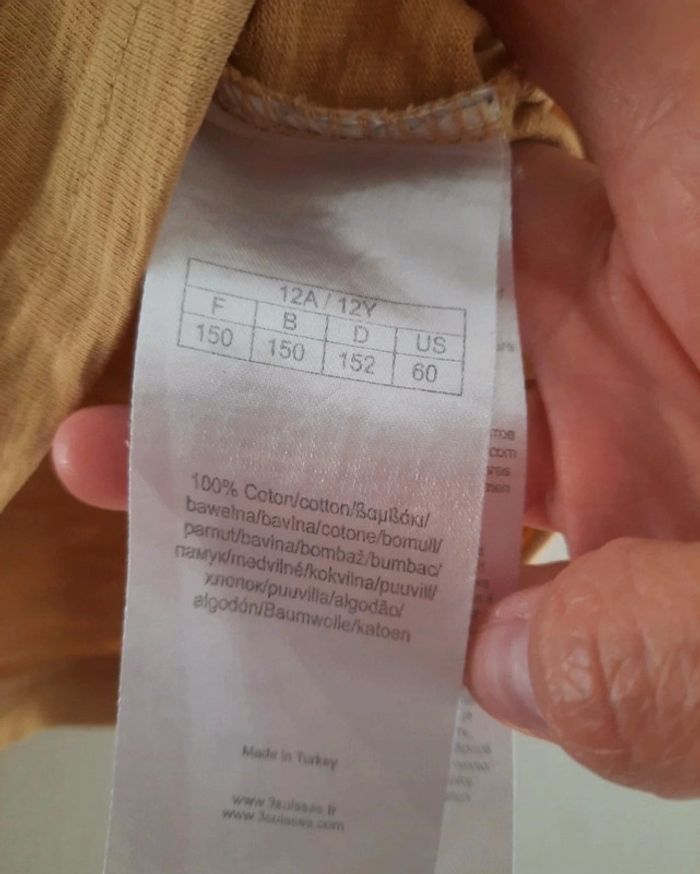 12A / 12Y
F B D US
150 150 152 60
100% Coton/cotton/βαμβάκι/
bawełna/bavlna/cotone/bomull/
pamut/bavlna/bombaž/bumbac/
памук/medvilné/kokvilna/puuvill/
хлопок/puuvilla/algodão/
algodón/Baumwolle/katoen
Made in Turkey
www.3suisses.fr
www.3suisses.com